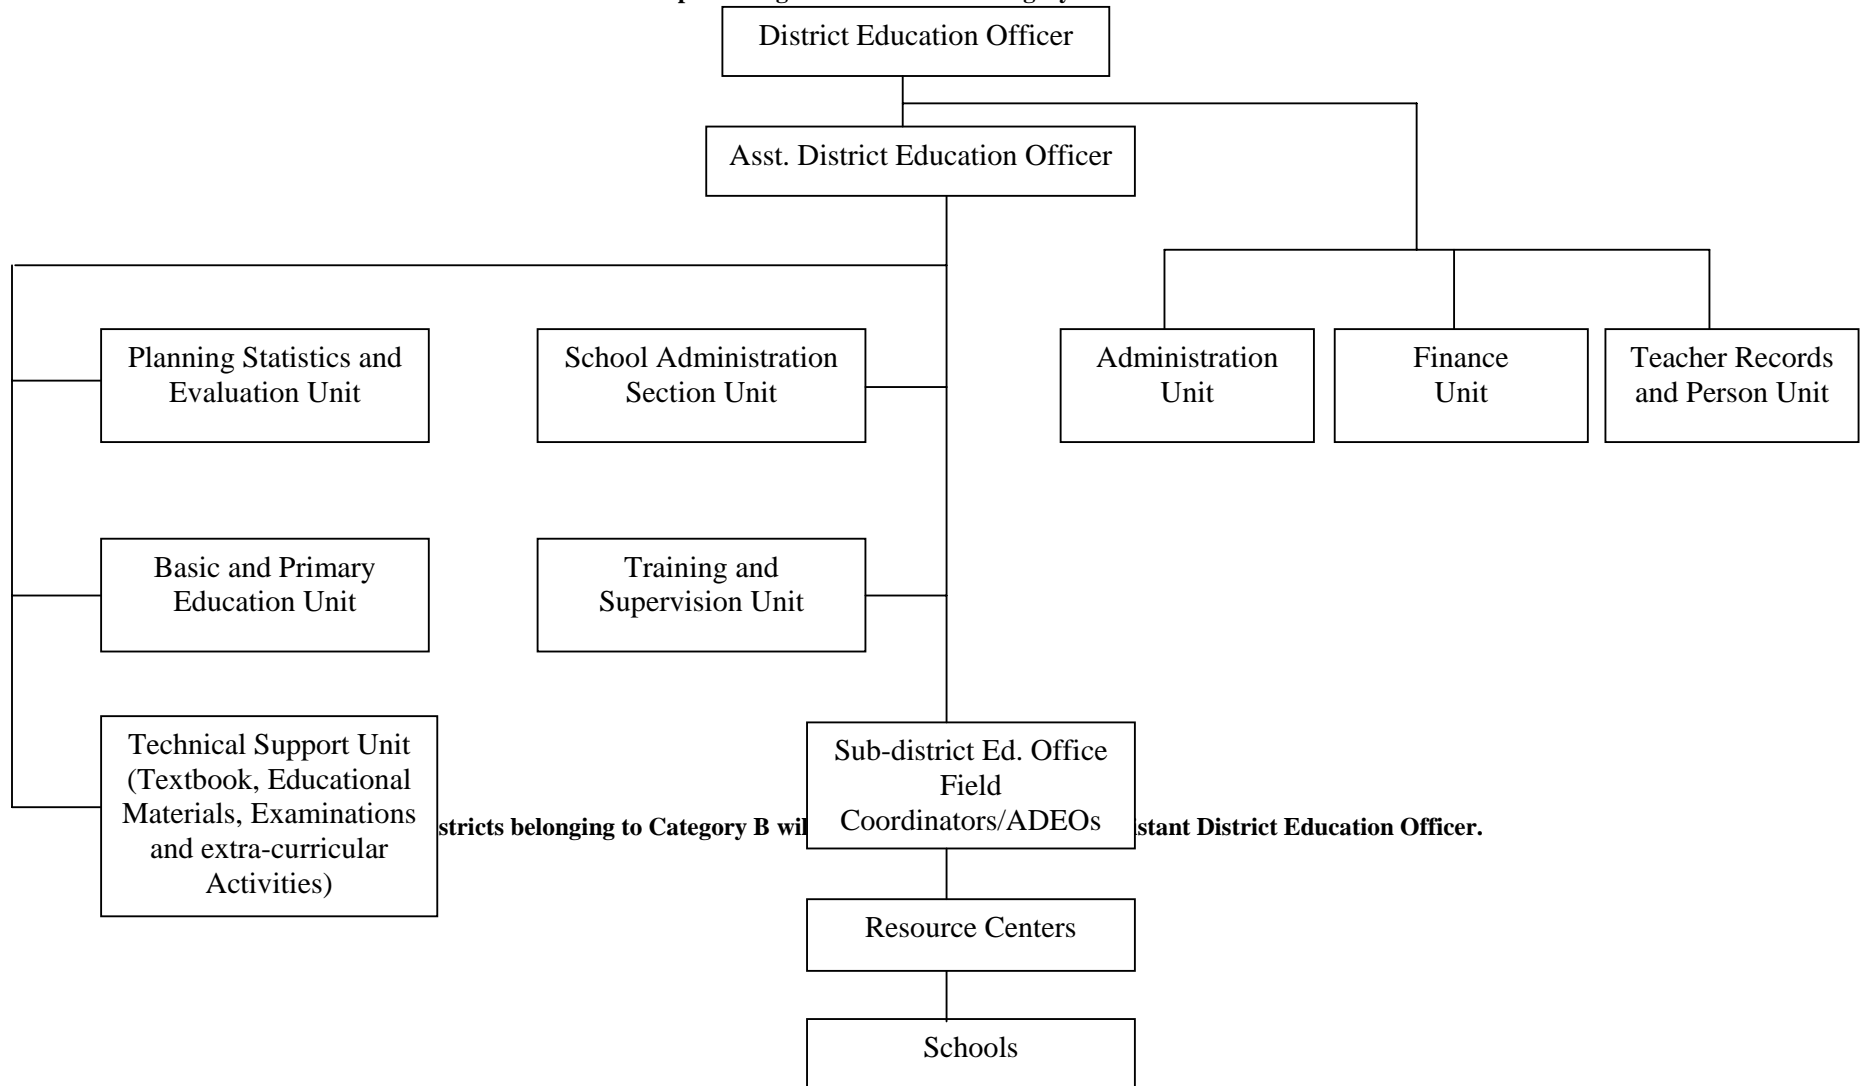 District Education Officer
Asst. District Education Officer
Planning Statistics and
Evaluation Unit
School Administration
Section Unit
Administration
Unit
Finance
Unit
Teacher Records
and Person Unit
Basic and Primary
Education Unit
Training and
Supervision Unit
Technical Support Unit
(Textbook, Educational
Materials, Examinations
and extra-curricular
Activities)
Sub-district Ed. Office
Field
Coordinators/ADEOs
belonging to Category B District Education Officer.
Resource Centers
Schools